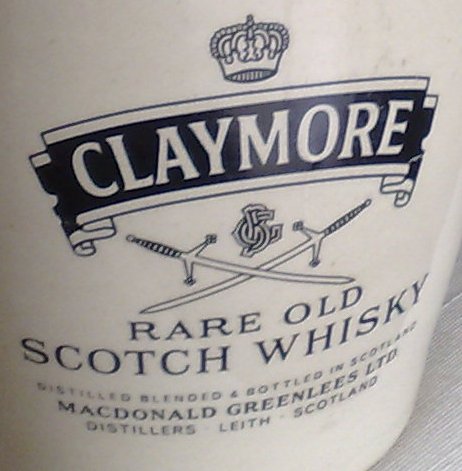 CLAYMORE
RARE OLD
SCOTCH WHISKY
DISTILLED BLENDED & BOTTLED IN SCOTLAND
MACDONALD GREENLEES LTD
DISTILLERS · LEITH · SCOTLAND